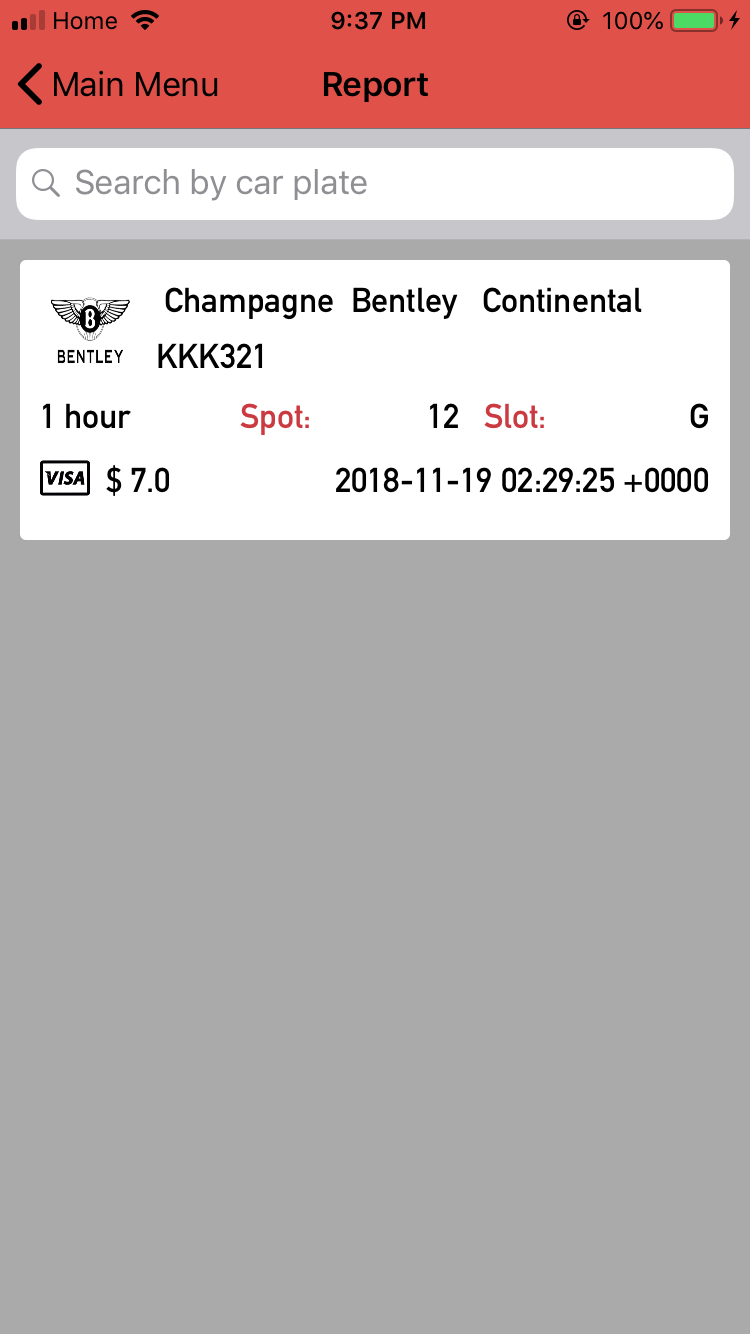 Home 9:37 PM 100%
Main Menu Report
Search by car plate
Champagne Bentley Continental
B
BENTLEY KKK321
1 hour Spot: 12 Slot: G
VISA $ 7.0 2018-11-19 02:29:25 +0000